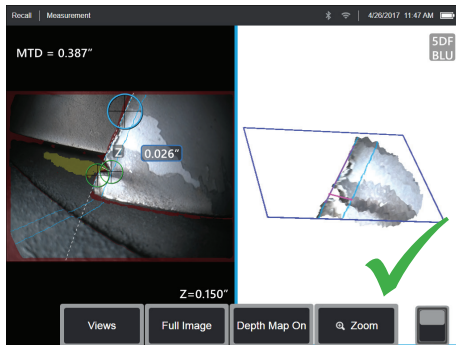 Recall | Measurement
4/26/2017 11:47 AM
MTD = 0.387"
5DF
BLU
Z
0.026"
Z=0.150"
Views
Full Image
Depth Map On
Zoom